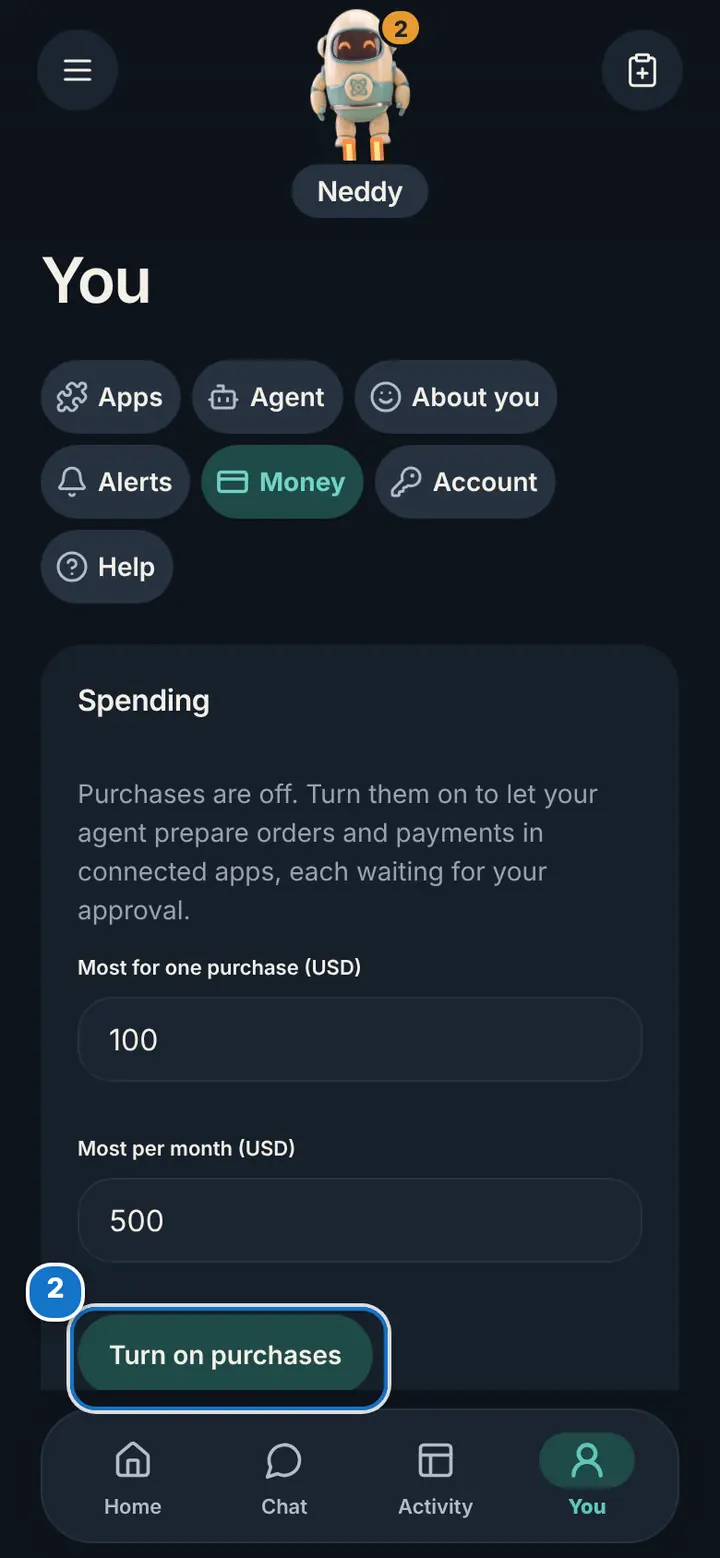 2
Neddy
You
Apps
Agent
About you
Alerts
Money
Account
Help
Spending
Purchases are off. Turn them on to let your
agent prepare orders and payments in
connected apps, each waiting for your
approval.
Most for one purchase (USD)
100
Most per month (USD)
500
2
Turn on purchases
Home
Chat
Activity
You